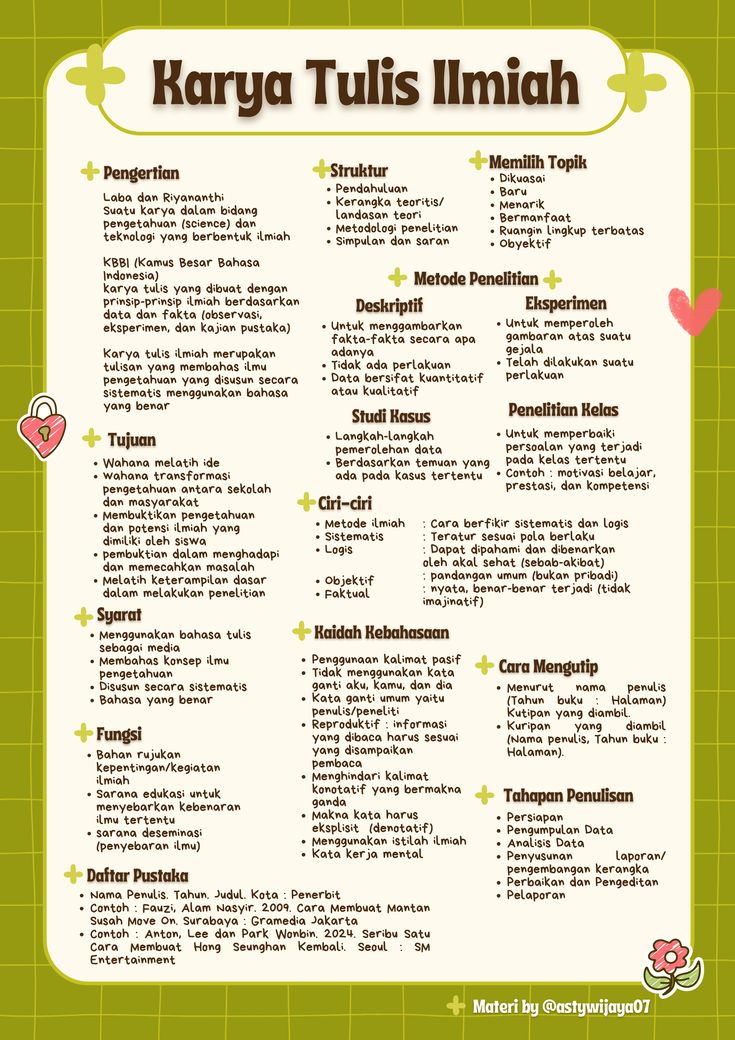 Karya Tulis Ilmiah
Pengertian
Laba dan Riyananthi
Suatu karya dalam bidang
pengetahuan (science) dan
teknologi yang berbentuk ilmiah
KBBI (Kamus Besar Bahasa
Indonesia)
karya tulis yang dibuat dengan
prinsip-prinsip ilmiah berdasarkan
data dan fakta (observasi,
eksperimen, dan kajian pustaka)
Karya tulis ilmiah merupakan
tulisan yang membahas ilmu
pengetahuan yang disusun secara
sistematis menggunakan bahasa
yang benar
Tujuan
• Wahana melatih ide
• wahana transformasi
pengetahuan antara sekolah
dan masyarakat
• Membuktikan pengetahuan
dan potensi ilmiah yang
dimiliki oleh siswa
• pembuktian dalam menghadapi
dan memecahkan masalah
• Melatih keterampilan dasar
dalam melakukan penelitian
Syarat
• Menggunakan bahasa tulis
sebagai media
• Membahas konsep ilmu
pengetahuan
• Disusun secara sistematis
• Bahasa yang benar
Fungsi
• Bahan rujukan
kepentingan/kegiatan
ilmiah
• Sarana edukasi untuk
menyebarkan kebenaran
ilmu tertentu
• sarana deseminasi
(penyebaran ilmu)
Struktur
• Pendahuluan
• Kerangka teoritis/
landasan teori
• Metodologi penelitian
• Simpulan dan saran
Memilih Topik
• Dikuasai
• Baru
• Menarik
• Bermanfaat
• Ruangin lingkup terbatas
• Obyektif
Metode Penelitian
Deskriptif
• Untuk menggambarkan
fakta-fakta secara apa
adanya
• Tidak ada perlakuan
• Data bersifat kuantitatif
atau kualitatif
Eksperimen
• Untuk memperoleh
gambaran atas suatu
gejala
• Telah dilakukan suatu
perlakuan
Studi Kasus
• Langkah-langkah
pemerolehan data
• Berdasarkan temuan yang
ada pada kasus tertentu
Penelitian Kelas
• Untuk memperbaiki
persoalan yang terjadi
pada kelas tertentu
• Contoh : motivasi belajar,
prestasi, dan kompetensi
Ciri-ciri
• Metode ilmiah : Cara berfikir sistematis dan logis
• Sistematis : Teratur sesuai pola berlaku
• Logis : Dapat dipahami dan dibenarkan
oleh akal sehat (sebab-akibat)
• Objektif : pandangan umum (bukan pribadi)
• Faktual : nyata, benar-benar terjadi (tidak
imajinatif)
Kaidah Kebahasaan
• Penggunaan kalimat pasif
• Tidak menggunakan kata
ganti aku, kamu, dan dia
• Kata ganti umum yaitu
penulis/peneliti
• Reproduktif : informasi
yang dibaca harus sesuai
yang disampaikan
pembaca
• Menghindari kalimat
konotatif yang bermakna
ganda
• Makna kata harus
eksplisit (denotatif)
• Menggunakan istilah ilmiah
• Kata kerja mental
Cara Mengutip
• Menurut nama penulis
(Tahun buku : Halaman)
Kutipan yang diambil.
• Kuripan yang diambil
(Nama penulis, Tahun buku :
Halaman).
Tahapan Penulisan
• Persiapan
• Pengumpulan Data
• Analisis Data
• Penyusunan laporan/
pengembangan kerangka
• Perbaikan dan Pengeditan
• Pelaporan
Daftar Pustaka
• Nama Penulis. Tahun. Judul. Kota : Penerbit
• Contoh : Fauzi, Alam Nasyir. 2009. Cara Membuat Mantan
Susah Move On. Surabaya : Gramedia Jakarta
• Contoh : Anton, Lee dan Park Wonbin. 2024. Seribu Satu
Cara Membuat Hong Seunghan Kembali. Seoul : SM
Entertainment
Materi by @astywijaya07